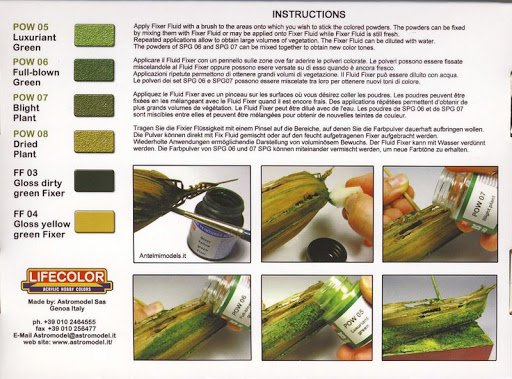 INSTRUCTIONS
POW 05
Luxuriant
Green
POW 06
Full-blown
Green
POW 07
Blight
Plant
POW 08
Dried
Plant
FF 03
Gloss dirty
green Fixer
FF 04
Gloss yellow
green Fixer
LIFECOLOR
ACRYLIC HOBBY COLORS
Made by: Astromodel Sas
Genoa Italy
ph. +39 010 2464555
fax +39 010 256477
E-Mail Astromodel@astromodel.it
web site: www.astromodel.it/
Apply Fixer Fluid with a brush to the areas onto which you wish to stick the colored powders. The powders can be fixed
by mixing them with Fixer Fluid or may be applied onto Fixer Fluid while Fixer Fluid is still fresh.
Repeated applications allow to obtain large volumes of vegetation. The Fixer Fluid can be diluted with water.
The powders of SPG 06 and SPG 07 can be mixed together to obtain new color tones.
Applicare il Fluid Fixer con un pennello sulle zone ove far aderire le polveri colorate. Le polveri possono essere fissate
miscelandole al Fluid Fixer oppure possono essere versate su di esso quando è ancora fresco.
Applicazioni ripetute permettono di ottenere grandi volumi di vegetazione. Il Fluid Fixer può essere diluito con acqua.
Le polveri dei set SPG 06 e SPG07 possono essere miscelate tra loro per ottenere nuovi toni di colore.
Appliquez le Fluid Fixer avec un pinceau sur les surfaces où vous désirez coller les poudres. Les poudres peuvent être
fixées en les mélangeant avec le Fluid Fixer quand il est encore frais. Des applications répétées permettent d'obtenir de
plus grands volumes de végétation. Le Fluid Fixer peut être dilué avec de l'eau. Les poudres de SPG 06 et de SPG 07
sont miscibles entre elles et peuvent être mélangées pour obtenir de nouvelles teintes de couleur.
Tragen Sie die Fixier Flüssigkeit mit einem Pinsel auf die Bereiche, auf denen Sie die Farbpulver dauerhaft aufbringen wollen.
Die Pulver können direkt mit Fix Fluid gemischt oder auf den feucht aufgetragenen Fixer aufgebracht werden.
Wiederholte Anwendungen ermöglichendie Darstellung von voluminösem Bewuchs. Der Fluid Fixer kann mit Wasser verdünnt
werden. Die Farbpulver von SPG 06 und 07 SPG können miteinander vermischt werden, um neue Farbtöne zu erhalten.
Antelmimodels.it
POW 07
Blight plant
POW 06
POW 05
Luxuriant
green